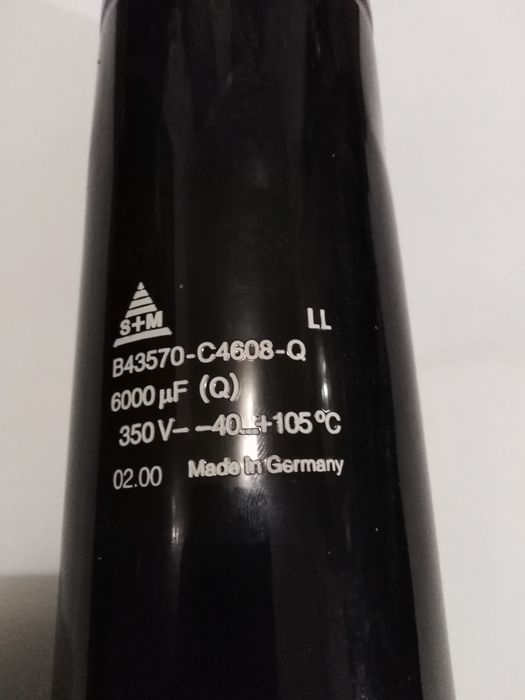 S+M
LL
B43570-C4608-Q
6000 µF (Q)
350 V– –40...+105 °C
02.00 Made in Germany